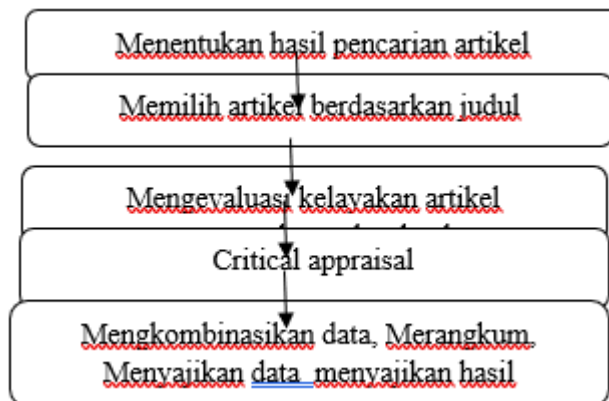 Menentukan hasil pencarian artikel
Memilih artikel berdasarkan judul
Mengevaluasi kelayakan artikel
Critical appraisal
Mengkombinasikan data, Merangkum,
Menyajikan data menyajikan hasil